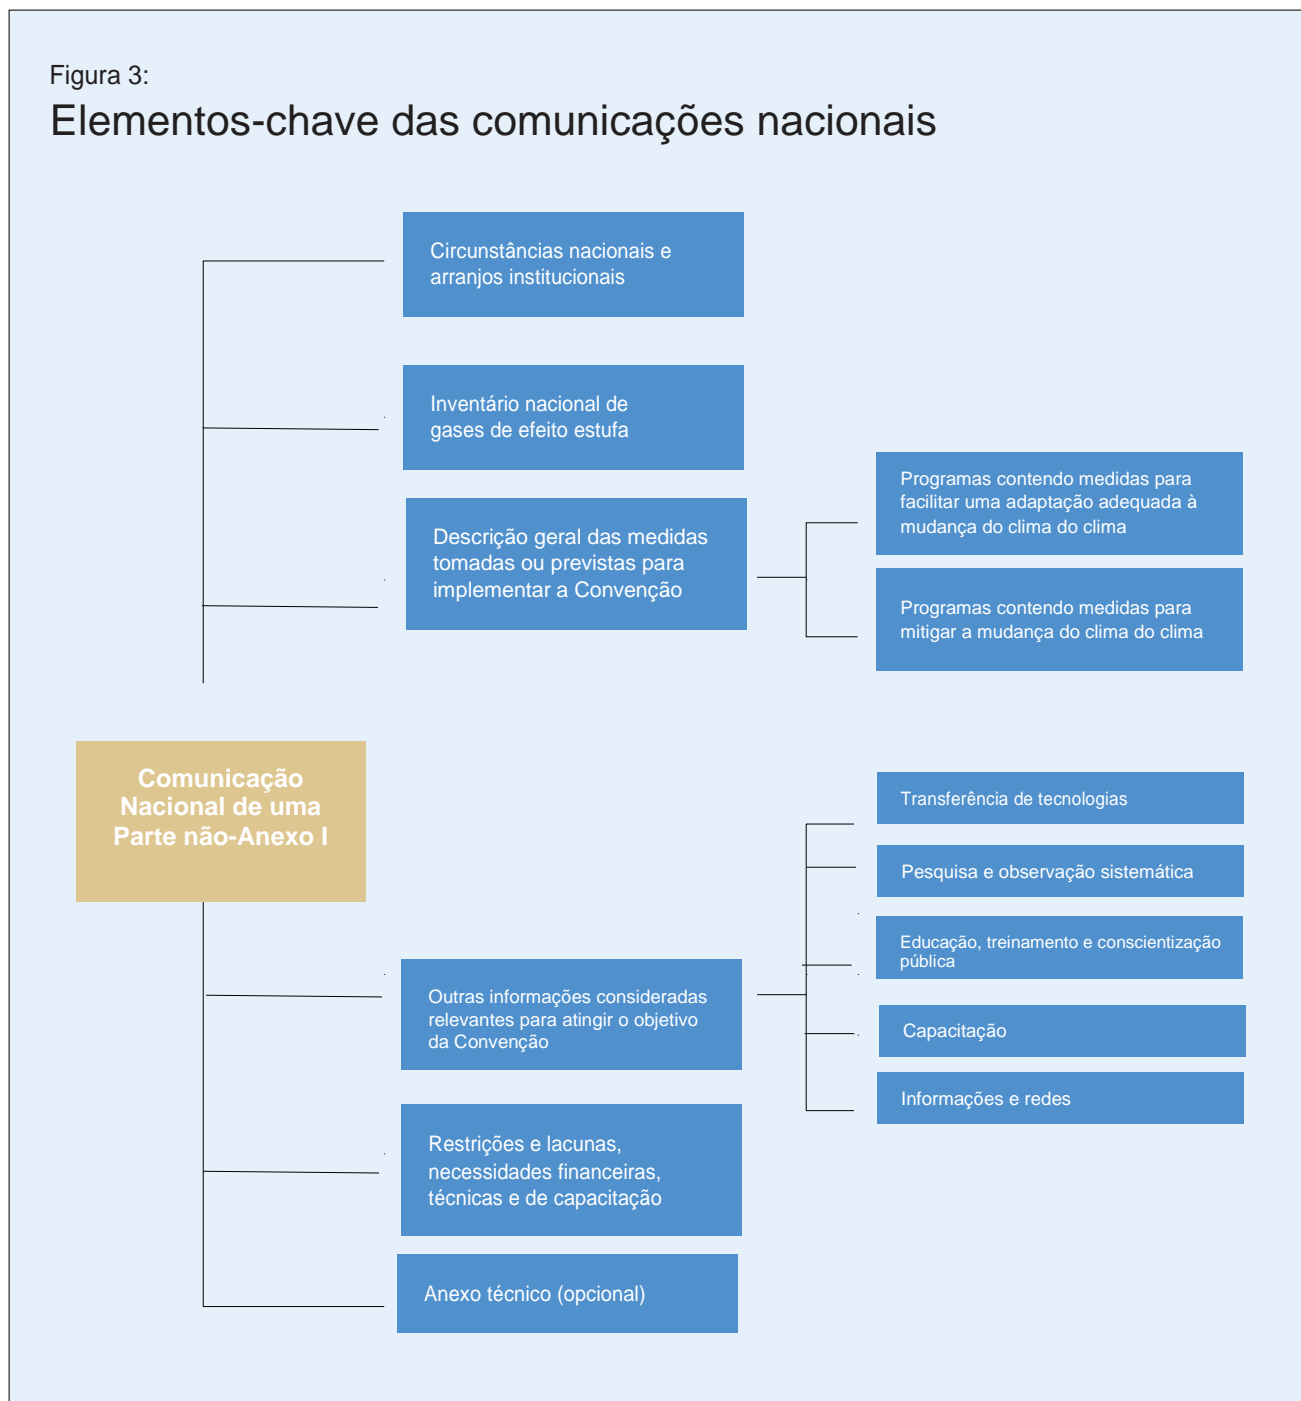 Figura 3:
Elementos-chave das comunicações nacionais
Circunstâncias nacionais e
arranjos institucionais
Inventário nacional de
gases de efeito estufa
Descrição geral das medidas
tomadas ou previstas para
implementar a Convenção
Programas contendo medidas para
facilitar uma adaptação adequada à
mudança do clima do clima
Programas contendo medidas para
mitigar a mudança do clima do clima
Comunicação
Nacional de uma
Parte não-Anexo I
Outras informações consideradas
relevantes para atingir o objetivo
da Convenção
Transferência de tecnologias
Pesquisa e observação sistemática
Educação, treinamento e conscientização
pública
Capacitação
Informações e redes
Restrições e lacunas,
necessidades financeiras,
técnicas e de capacitação
Anexo técnico (opcional)